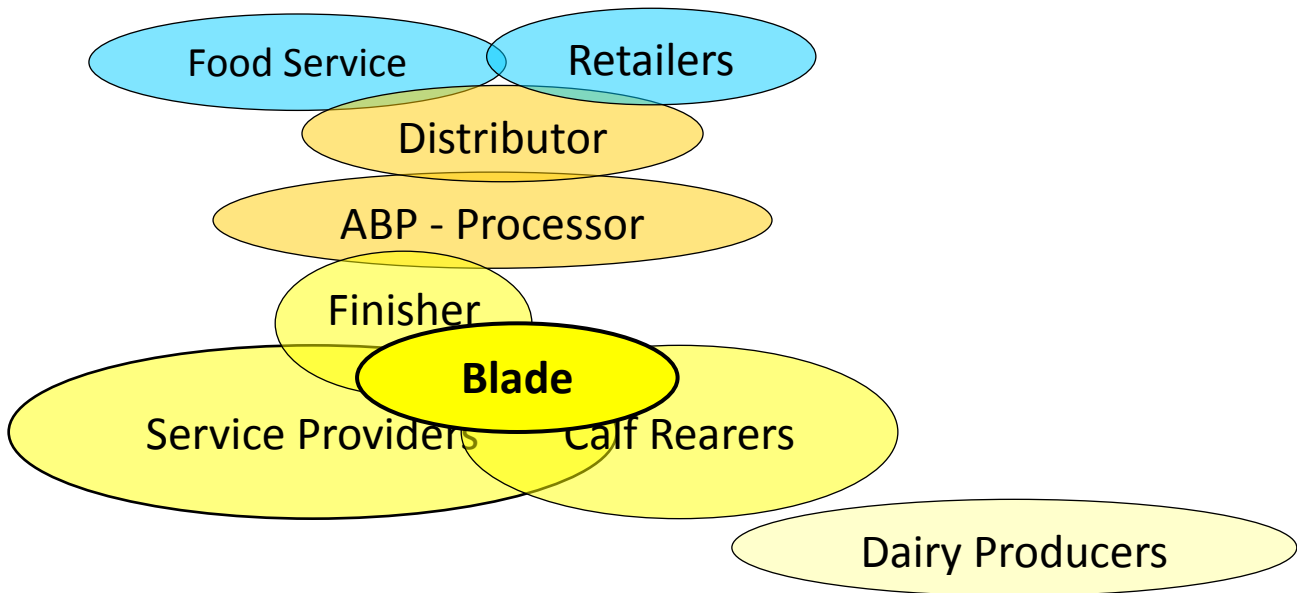 Food Service
Retailers
Distributor
ABP - Processor
Finisher
Blade
Service Providers
Calf Rearers
Dairy Producers